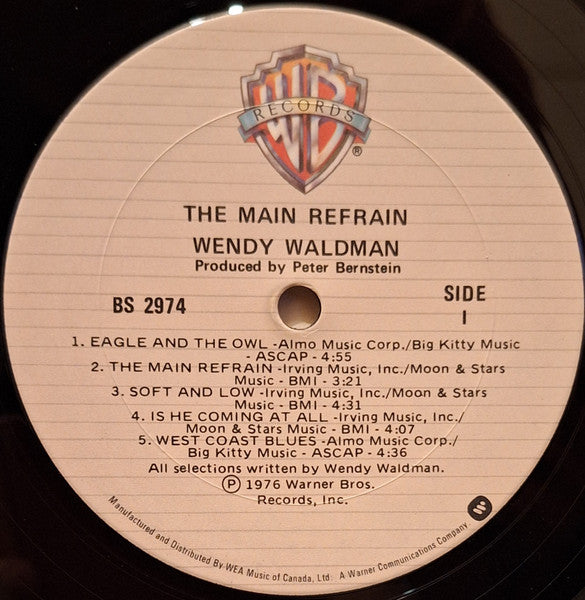 WB
RECORDS
®
THE MAIN REFRAIN
WENDY WALDMAN
Produced by Peter Bernstein
BS 2974
SIDE
I
1. EAGLE AND THE OWL -Almo Music Corp./Big Kitty Music
- ASCAP - 4:55
2. THE MAIN REFRAIN -Irving Music, Inc./Moon & Stars
Music - BMI - 3:21
3. SOFT AND LOW -Irving Music, Inc./Moon & Stars
Music - BMI - 4:31
4. IS HE COMING AT ALL -Irving Music, Inc./
Moon & Stars Music - BMI - 4:07
5. WEST COAST BLUES -Almo Music Corp./
Big Kitty Music - ASCAP - 4:36
All selections written by Wendy Waldman.
Ⓟ 1976 Warner Bros.
Records, Inc.
Manufactured and Distributed By WEA Music of Canada, Ltd: A Warner Communications Company